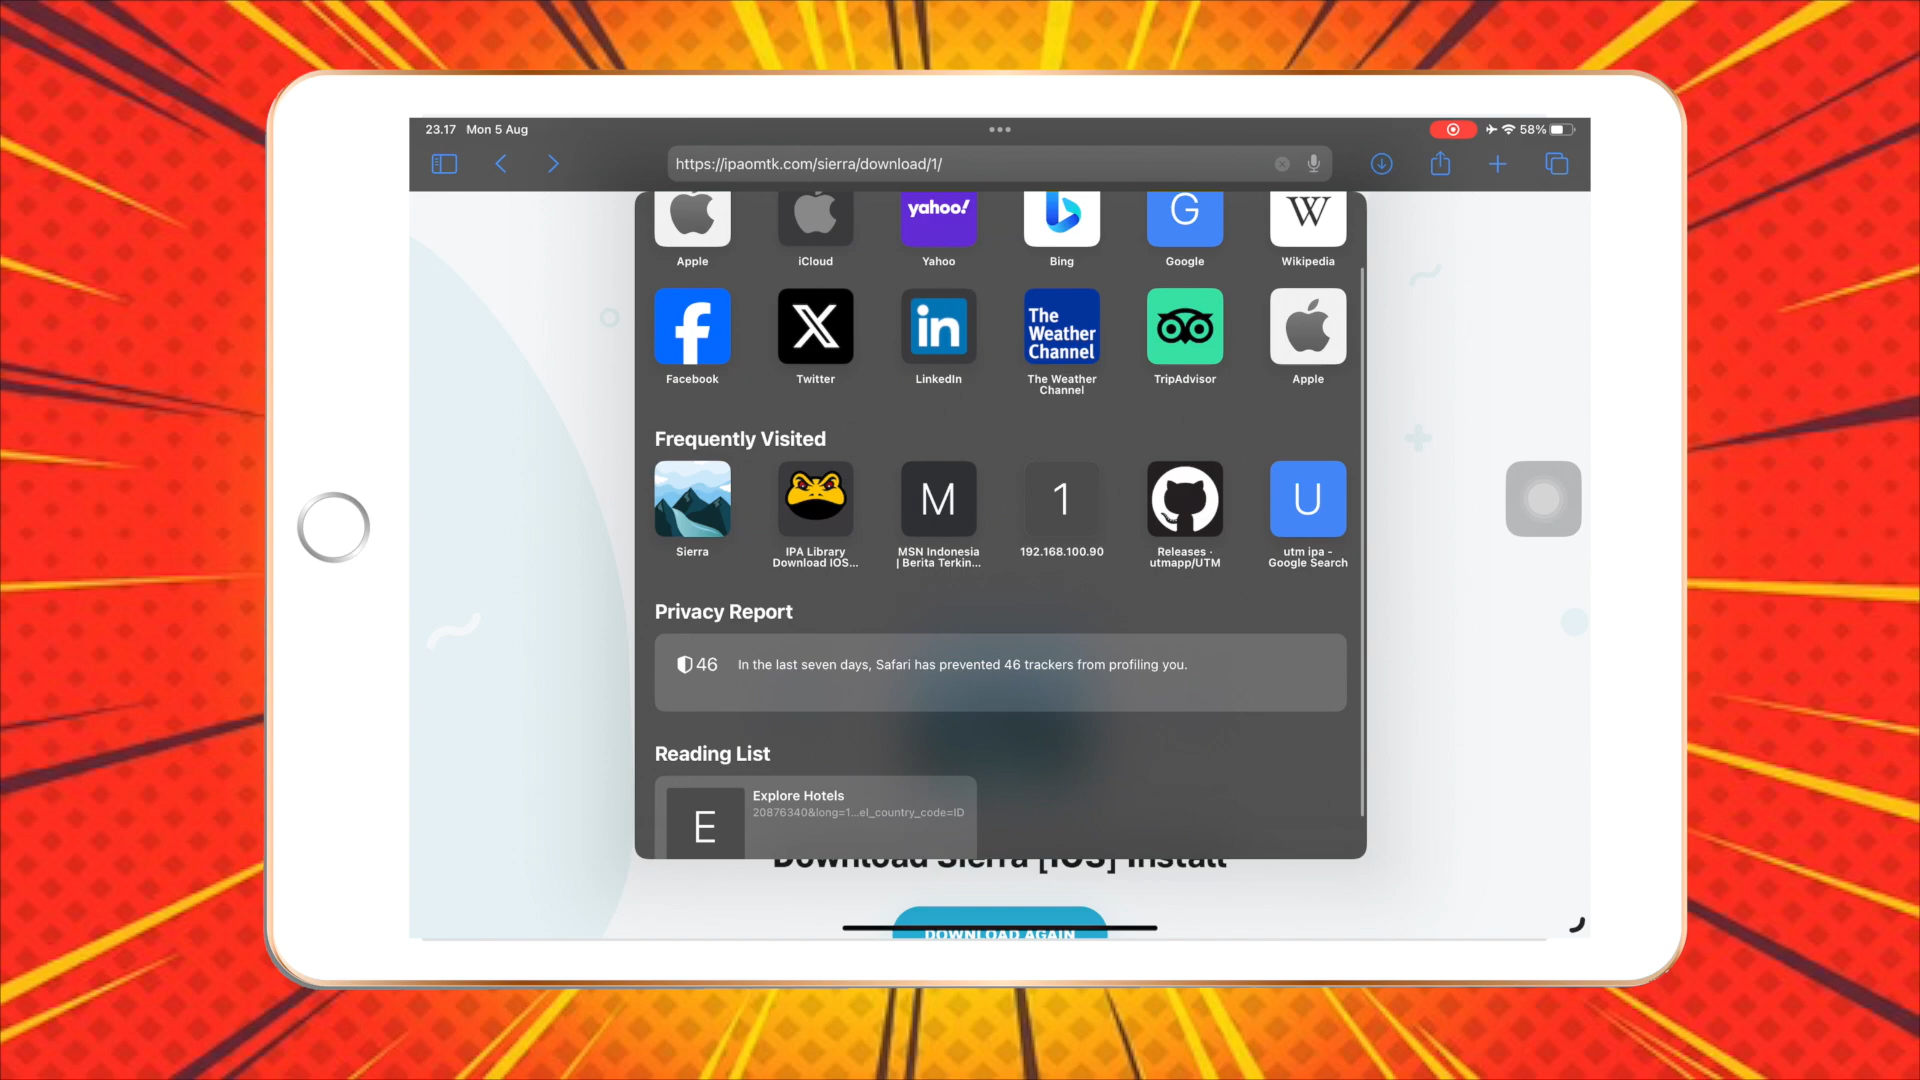 23.17 Mon 5 Aug
58%
https://ipaomtk.com/sierra/download/1/
yahoo!
G
W
Apple
iCloud
Yahoo
Bing
Google
Wikipedia
f
X
in
The
Weather
Channel
Facebook
Twitter
LinkedIn
The Weather
Channel
TripAdvisor
Apple
Frequently Visited
M
1
U
Sierra
IPA Library
Download IOS...
MSN Indonesia
| Berita Terkin...
192.168.100.90
Releases ·
utmapp/UTM
utm ipa -
Google Search
Privacy Report
46 In the last seven days, Safari has prevented 46 trackers from profiling you.
Reading List
E
Explore Hotels
20876340&long=1...el_country_code=ID
Download Sierra [iOS] Install
DOWNLOAD AGAIN